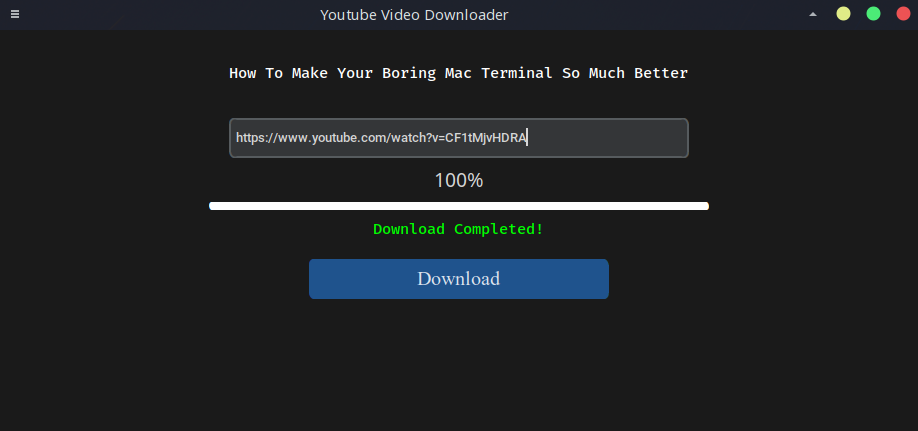 Youtube Video Downloader
How To Make Your Boring Mac Terminal So Much Better
https://www.youtube.com/watch?v=CF1tMjvHDRA
100%
Download Completed!
Download